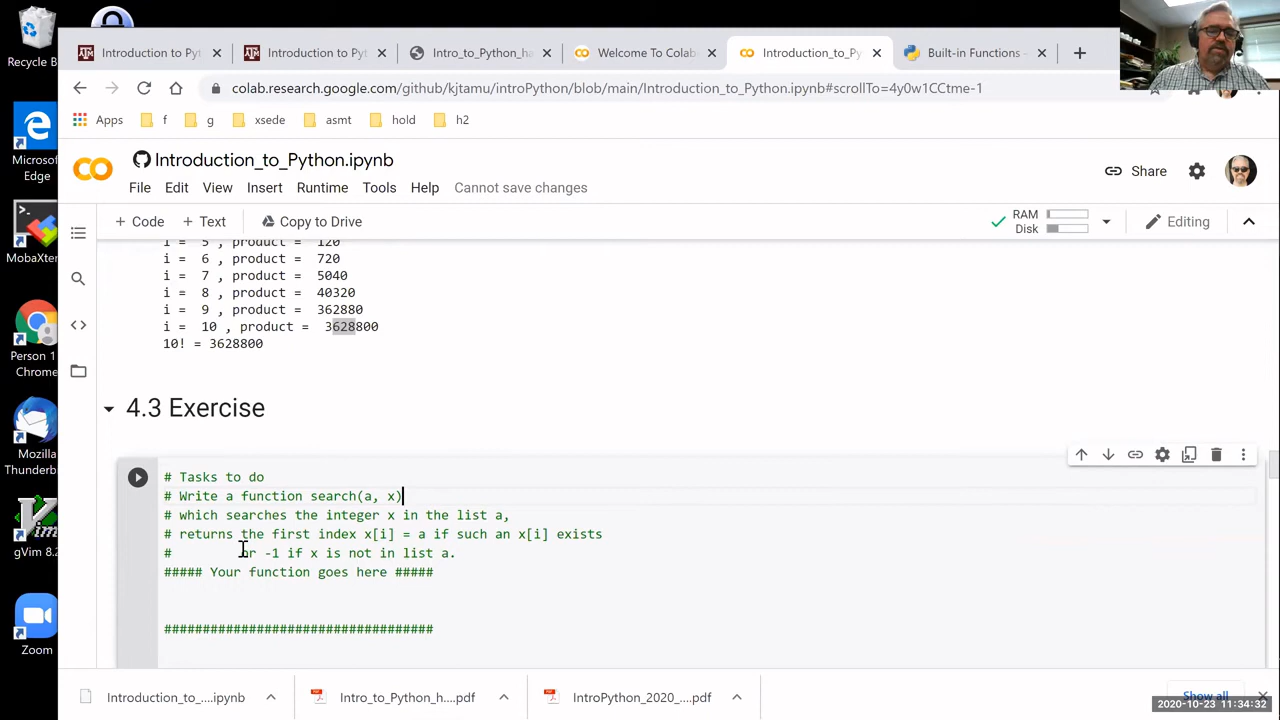 Recycle B
Introduction to Pyt
Introduction to Pyt
intro_to_Pythor
Welcome To Colab
Introduction_to_Py
Built-in Functions
colab.research.google.com/github/jtsmu/introPython/blob/main/Introduction_to_Python.ipynb#scrollTo=4y0w1CCtme-1
Apps
f
g
xsede
asmt
hold
h2
Microsof
Edge
Introduction_to_Python.ipynb
Share
File Edit View Insert Runtime Tools Help Cannot save changes
+ Code + Text Copy to Drive
RAM
Disk
Editing
MobaXter
i = 5 , product = 120
i = 6 , product = 720
i = 7 , product = 5040
i = 8 , product = 40320
i = 9 , product = 362880
i = 10 , product = 3628800
10! = 3628800
Person 1
Chrome
4.3 Exercise
Mozilla
Thunderb
# Tasks to do
# Write a function search(a, x)
# which searches the integer x in the list a,
# returns the first index x[i] = a if such an x[i] exists
# or -1 if x is not in list a.
##### Your function goes here #####
###################################
gVim 8.2
Zoom
Introduction_to_....ipynb
Intro_to_Python_h....pdf
IntroPython_2020_....pdf
Show all
2020-10-23 11:34:32